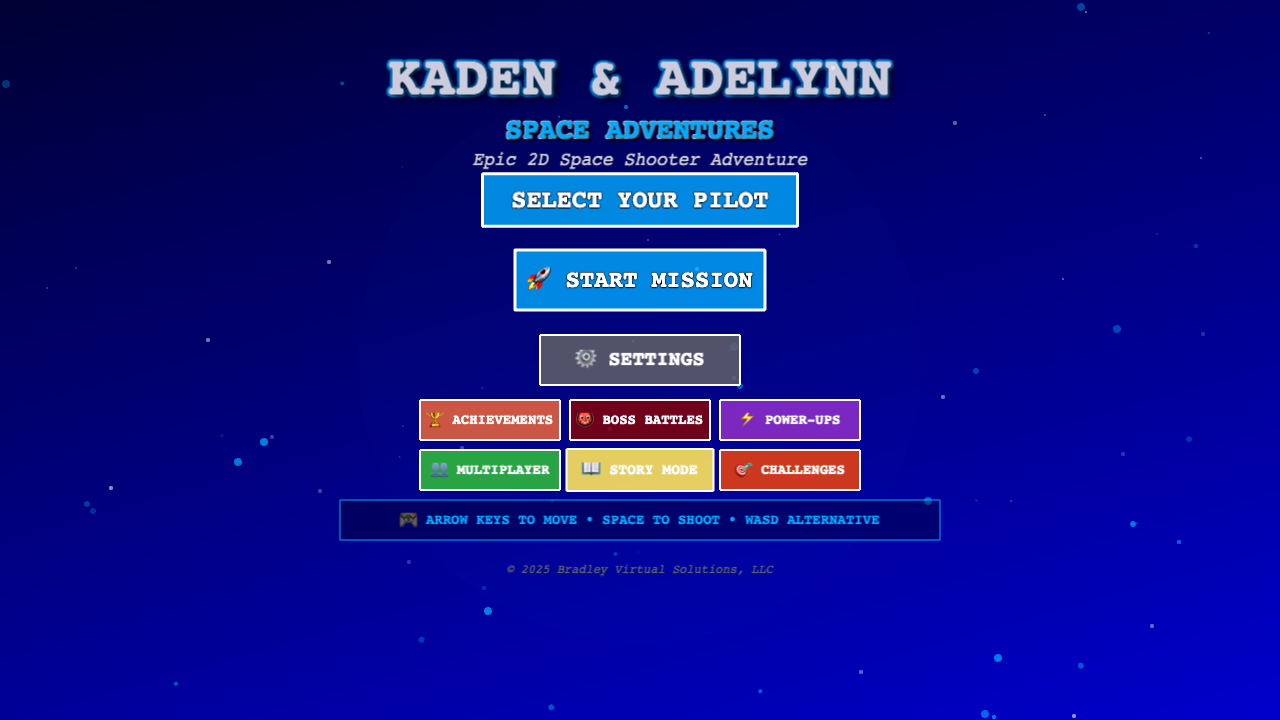 KADEN & ADELYNN
SPACE ADVENTURES
Epic 2D Space Shooter Adventure
SELECT YOUR PILOT
🚀 START MISSION
⚙️ SETTINGS
🏆 ACHIEVEMENTS
👹 BOSS BATTLES
⚡ POWER-UPS
👥 MULTIPLAYER
📖 STORY MODE
🎯 CHALLENGES
🎮 ARROW KEYS TO MOVE • SPACE TO SHOOT • WASD ALTERNATIVE
© 2025 Bradley Virtual Solutions, LLC